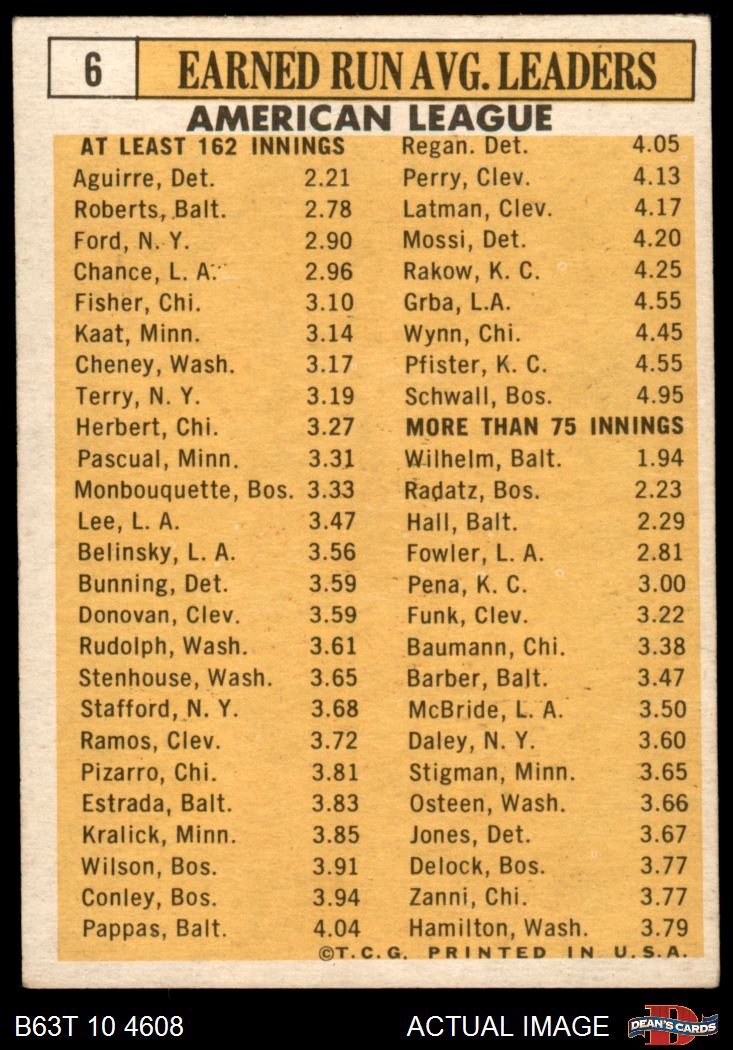 6 EARNED RUN AVG. LEADERS
AMERICAN LEAGUE
AT LEAST 162 INNINGS
Aguirre, Det. 2.21
Roberts, Balt. 2.78
Ford, N. Y. 2.90
Chance, L. A. 2.96
Fisher, Chi. 3.10
Kaat, Minn. 3.14
Cheney, Wash. 3.17
Terry, N. Y. 3.19
Herbert, Chi. 3.27
Pascual, Minn. 3.31
Monbouquette, Bos. 3.33
Lee, L. A. 3.47
Belinsky, L. A. 3.56
Bunning, Det. 3.59
Donovan, Clev. 3.59
Rudolph, Wash. 3.61
Stenhouse, Wash. 3.65
Stafford, N. Y. 3.68
Ramos, Clev. 3.72
Pizarro, Chi. 3.81
Estrada, Balt. 3.83
Kralick, Minn. 3.85
Wilson, Bos. 3.91
Conley, Bos. 3.94
Pappas, Balt. 4.04
Regan. Det. 4.05
Perry, Clev. 4.13
Latman, Clev. 4.17
Mossi, Det. 4.20
Rakow, K. C. 4.25
Grba, L.A. 4.55
Wynn, Chi. 4.45
Pfister, K. C. 4.55
Schwall, Bos. 4.95
MORE THAN 75 INNINGS
Wilhelm, Balt. 1.94
Radatz, Bos. 2.23
Hall, Balt. 2.29
Fowler, L. A. 2.81
Pena, K. C. 3.00
Funk, Clev. 3.22
Baumann, Chi. 3.38
Barber, Balt. 3.47
McBride, L. A. 3.50
Daley, N. Y. 3.60
Stigman, Minn. 3.65
Osteen, Wash. 3.66
Jones, Det. 3.67
Delock, Bos. 3.77
Zanni, Chi. 3.77
Hamilton, Wash. 3.79
©T.C.G. PRINTED IN U.S.A.
B63T 10 4608 ACTUAL IMAGE DEAN'S CARDS